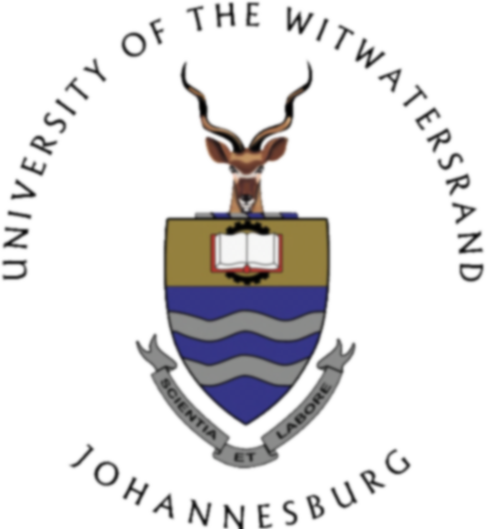 UNIVERSITY OF THE WITWATERSRAND
SCIENTIA ET LABORE
JOHANNESBURG